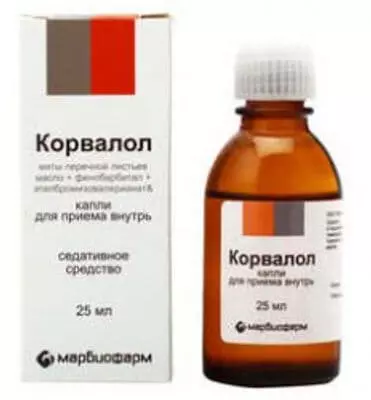 Корвалол
мяты перечной листьев
масло + фенобарбитал +
этилбромизовалерианат&
капли
для приема внутрь
седативное
средство
25 мл
марбиофарм
Корвалол
капли
для приема внутрь
25 мл
марбиофарм